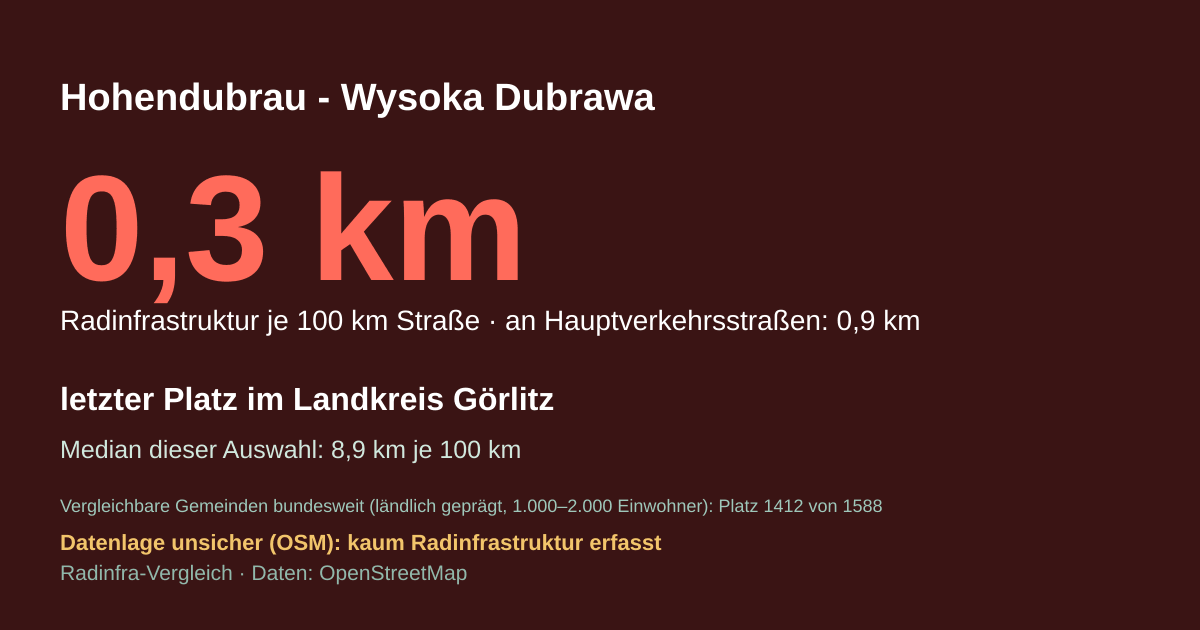 Hohendubrau - Wysoka Dubrawa
0,3 km
Radinfrastruktur je 100 km Straße · an Hauptverkehrsstraßen: 0,9 km
letzter Platz im Landkreis Görlitz
Median dieser Auswahl: 8,9 km je 100 km
Vergleichbare Gemeinden bundesweit (ländlich geprägt, 1.000–2.000 Einwohner): Platz 1412 von 1588
Datenlage unsicher (OSM): kaum Radinfrastruktur erfasst
Radinfra-Vergleich · Daten: OpenStreetMap